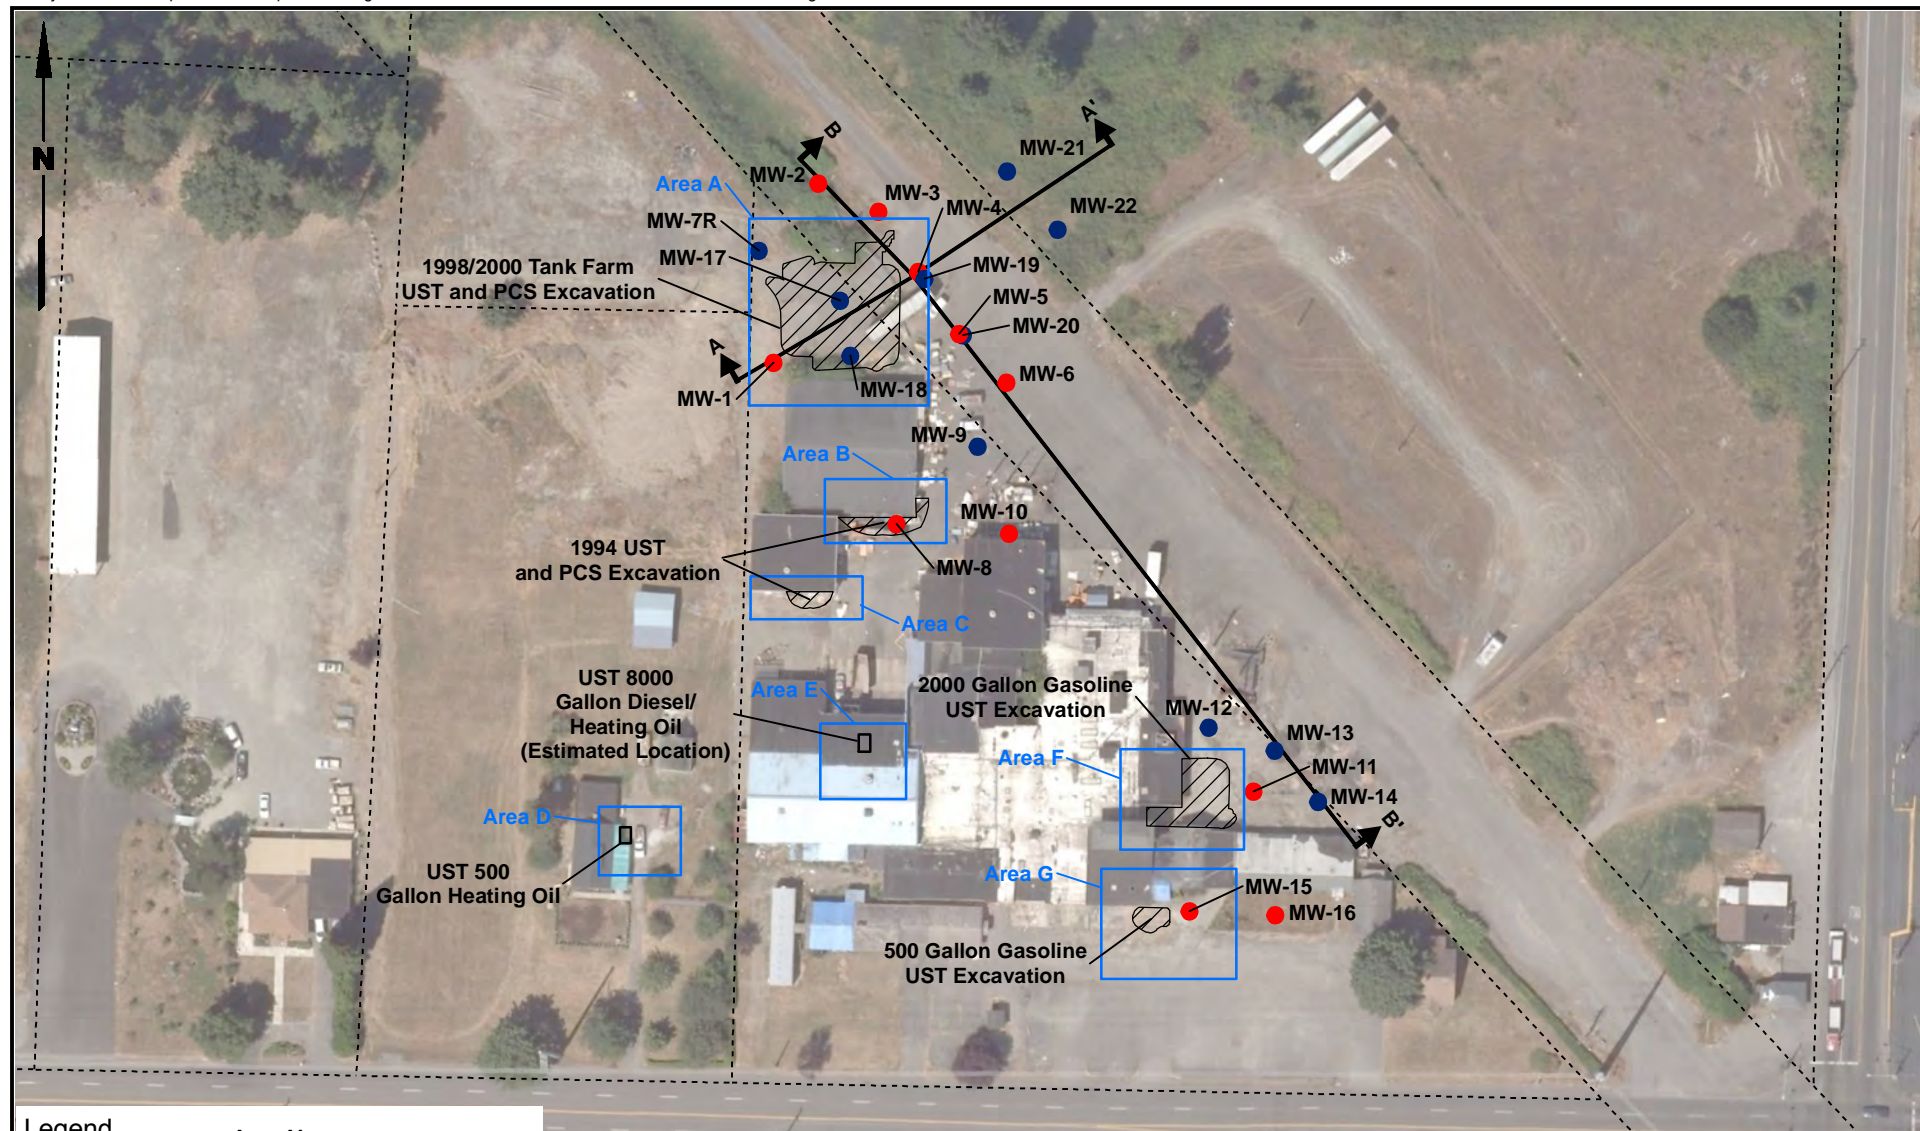 N
A'
MW-21
B
MW-2
Area A
MW-3
MW-4
MW-22
MW-7R
MW-17
MW-19
1998/2000 Tank Farm
UST and PCS Excavation
MW-5
MW-20
A
MW-6
MW-1
MW-18
MW-9
Area B
MW-10
1994 UST
and PCS Excavation
MW-8
Area C
UST 8000
Gallon Diesel/
Heating Oil
(Estimated Location)
Area E
2000 Gallon Gasoline
UST Excavation
MW-12
MW-13
Area F
MW-11
MW-14
B'
Area D
UST 500
Gallon Heating Oil
Area G
MW-15
MW-16
500 Gallon Gasoline
UST Excavation
Legend